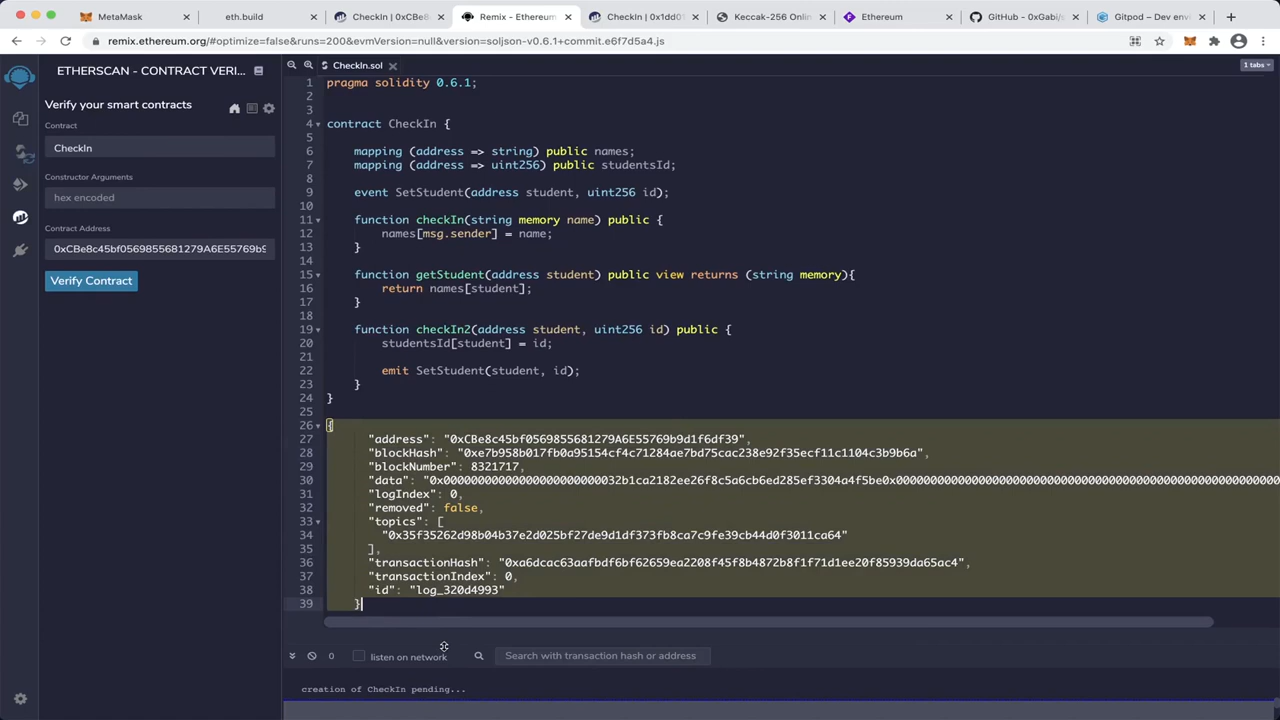 MetaMask
eth.build
CheckIn | 0xCBe8c
Remix - Ethereum
CheckIn | 0x1dd01
Keccak-256 Onlin
Ethereum
GitHub - 0xGabi/s
Gitpod – Dev envi
remix.ethereum.org/#optimize=false&runs=200&evmVersion=null&version=soljson-v0.6.1+commit.e6f7d5a4.js
ETHERSCAN - CONTRACT VERI...
Verify your smart contracts
Contract
CheckIn
Constructor Arguments
hex encoded
Contract Address
0xCBe8c45bf0569855681279A6E55769b9
Verify Contract
CheckIn.sol
1 tabs
1 pragma solidity 0.6.1;
2
3
4 contract CheckIn {
5
6 mapping (address => string) public names;
7 mapping (address => uint256) public studentsId;
8
9 event SetStudent(address student, uint256 id);
10
11 function checkIn(string memory name) public {
12 names[msg.sender] = name;
13 }
14
15 function getStudent(address student) public view returns (string memory){
16 return names[student];
17 }
18
19 function checkIn2(address student, uint256 id) public {
20 studentsId[student] = id;
21
22 emit SetStudent(student, id);
23 }
24 }
25
26 {
27 "address": "0xCBe8c45bf0569855681279A6E55769b9d1f6df39",
28 "blockHash": "0xe7b958b017fb0a95154cf4c71284ae7bd75cac238e92f35ecf11c1104c3b9b6a",
29 "blockNumber": 8321717,
30
31 "logIndex": 0,
32 "removed": false,
33 "topics": [
34 "0x35f35262d98b04b37e2d025bf27de9d1df373fb8ca7c9fe39cb44d0f3011ca64"
35 ],
36 "transactionHash": "0xa6dcac63aafbdf6bf62659ea2208f45f8b4872b8f1f71d1ee20f85939da65ac4",
37 "transactionIndex": 0,
38 "id": "log_320d4993"
39 }
0
listen on network
Search with transaction hash or address
creation of CheckIn pending...